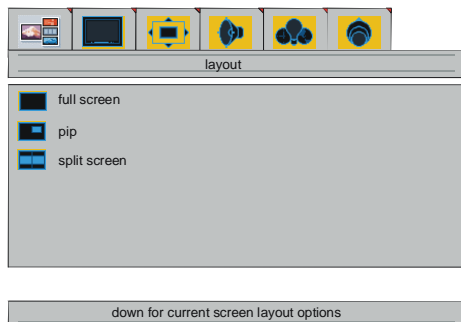 layout
full screen
pip
split screen
down for current screen layout options